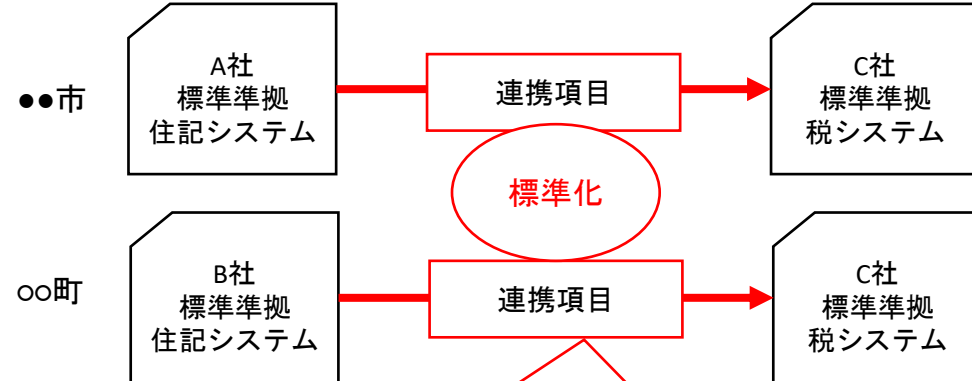 ●●市
A社
標準準拠
住記システム
連携項目
C社
標準準拠
税システム
標準化
○○町
B社
標準準拠
住記システム
連携項目
C社
標準準拠
税システム